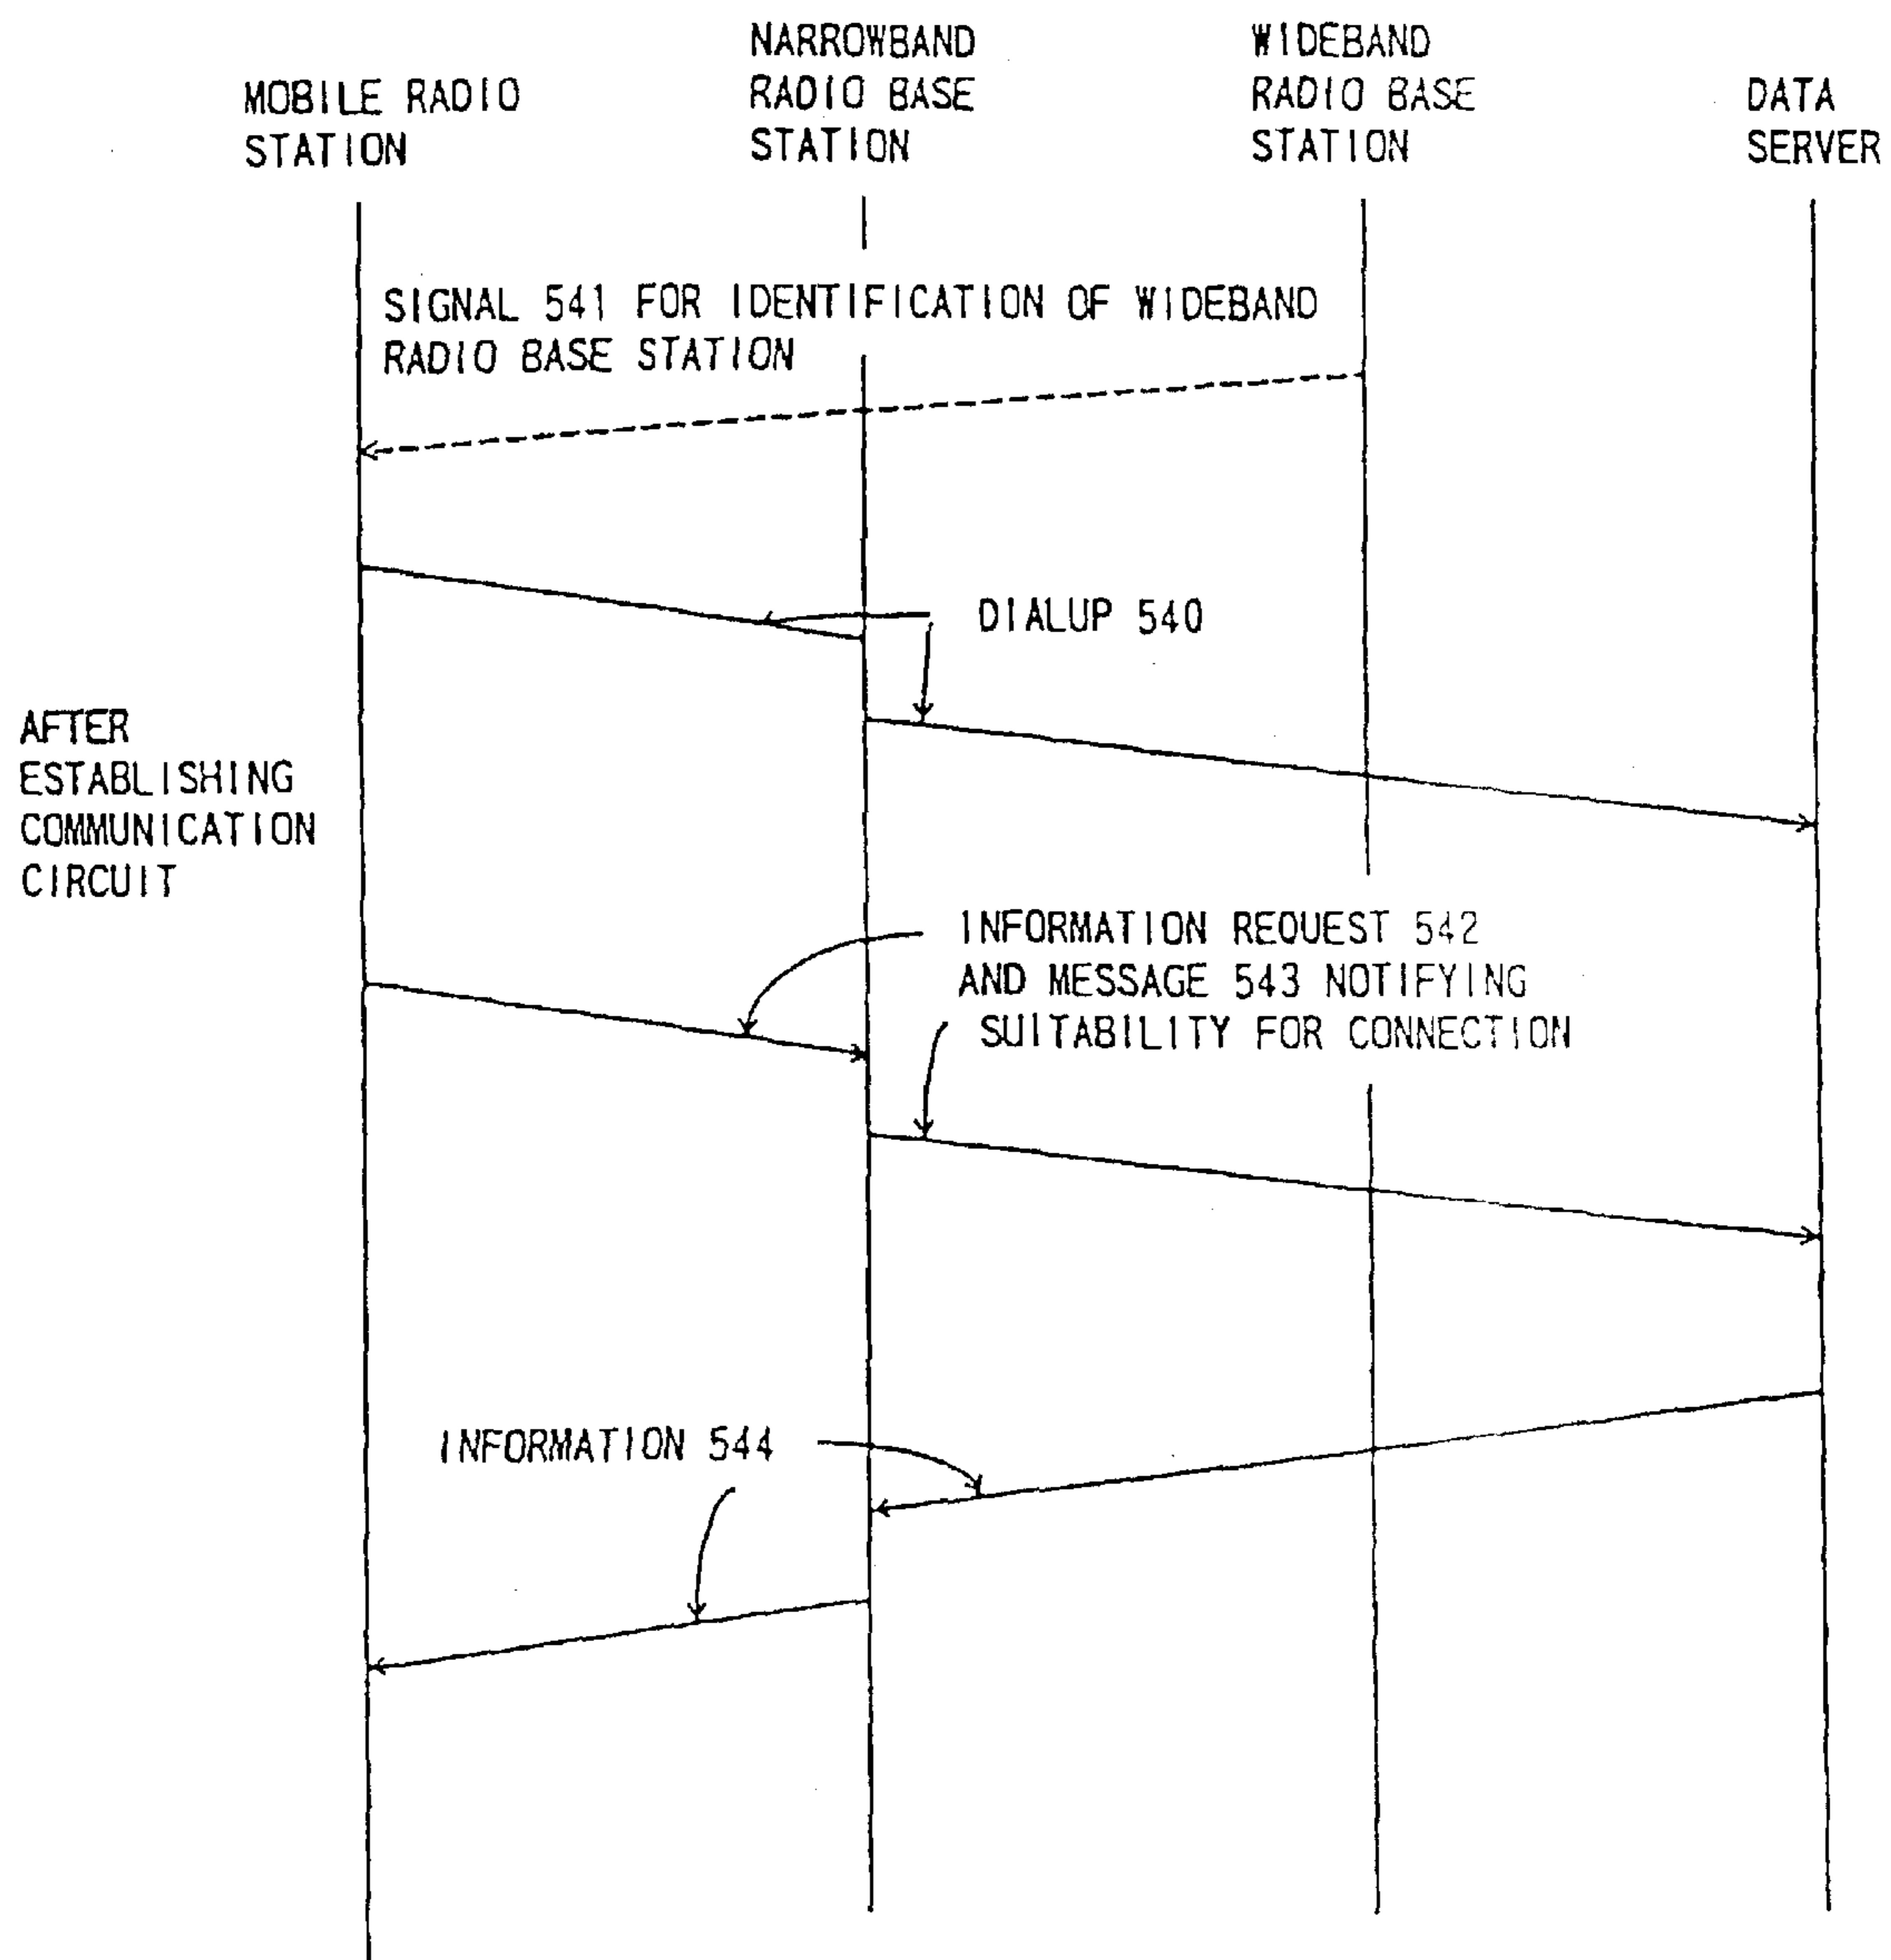 MOBILE RADIO
STATION
NARROWBAND
RADIO BASE
STATION
WIDEBAND
RADIO BASE
STATION
DATA
SERVER
SIGNAL 541 FOR IDENTIFICATION OF WIDEBAND
RADIO BASE STATION
DIALUP 540
AFTER
ESTABLISHING
COMMUNICATION
CIRCUIT
INFORMATION REQUEST 542
AND MESSAGE 543 NOTIFYING
SUITABILITY FOR CONNECTION
INFORMATION 544